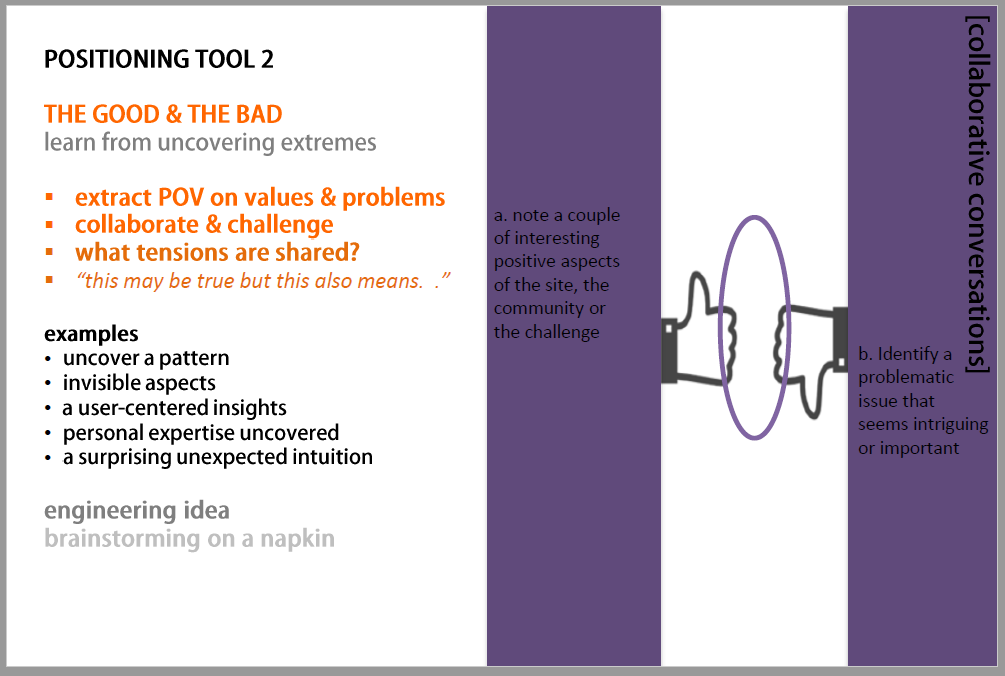 POSITIONING TOOL 2
THE GOOD & THE BAD
learn from uncovering extremes
▪ extract POV on values & problems
▪ collaborate & challenge
▪ what tensions are shared?
▪ “this may be true but this also means. .”
examples
• uncover a pattern
• invisible aspects
• a user-centered insights
• personal expertise uncovered
• a surprising unexpected intuition
engineering idea
brainstorming on a napkin
a. note a couple
of interesting
positive aspects
of the site, the
community or
the challenge
b. Identify a
problematic
issue that
seems intriguing
or important
[collaborative conversations]